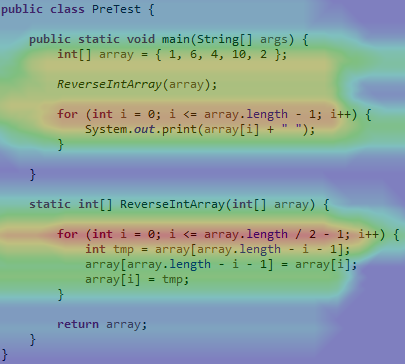 public class PreTest {
public static void main(String[] args) {
int[] array = { 1, 6, 4, 10, 2 };
ReverseIntArray(array);
for (int i = 0; i <= array.length - 1; i++) {
System.out.print(array[i] + " ");
}
}
static int[] ReverseIntArray(int[] array) {
for (int i = 0; i <= array.length / 2 - 1; i++) {
int tmp = array[array.length - i - 1];
array[array.length - i - 1] = array[i];
array[i] = tmp;
}
return array;
}
}